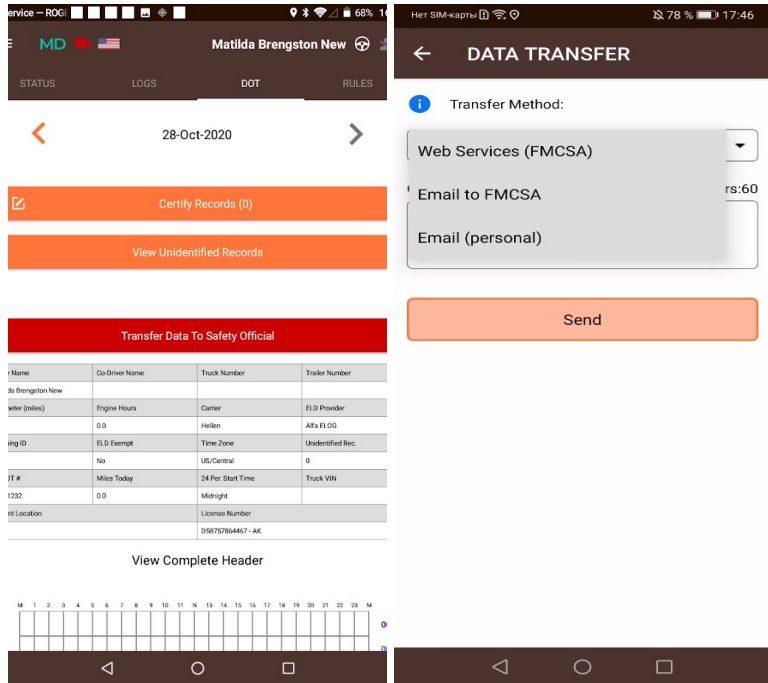 ervice — ROG
68%
MD
Matilda Brengston New
STATUS LOGS DOT RULES
28-Oct-2020
Certify Records (0)
View Unidentified Records
Transfer Data To Safety Official
r Name Co-Driver Name Truck Number Trailer Number
da Brengston New
meter (miles) Engine Hours Carrier ELD Provider
0.0 Hellen Alfa ELOG
ing ID ELD Exempt Time Zone Unidentified Rec.
No US/Central 0
OT # Miles Today 24 Per. Start Time Truck VIN
1232 0.0 Midnight
nt Location License Number
D58757864467 - AK
View Complete Header
M 1 2 3 4 5 6 7 8 9 10 11 N 13 14 15 16 17 18 19 20 21 22 23 M
Нет SIM-карты 78 % 17:46
DATA TRANSFER
Transfer Method:
Web Services (FMCSA)
rs:60
Email to FMCSA
Email (personal)
Send